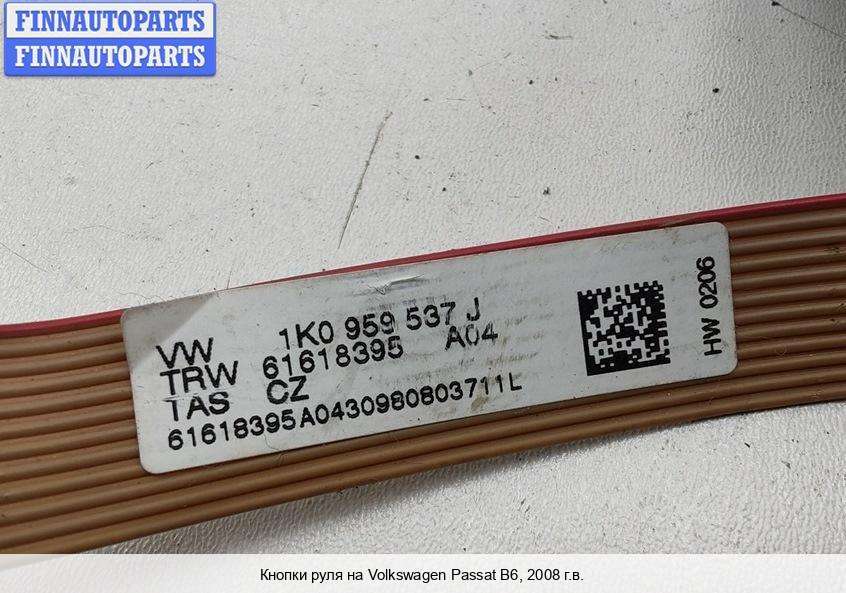 FINNAUTOPARTS
FINNAUTOPARTS
VW 1K0 959 537 J
TRW 61618395 A04
TAS CZ
61618395A0430980803711L
HW 0206
Кнопки руля на Volkswagen Passat B6, 2008 г.в.